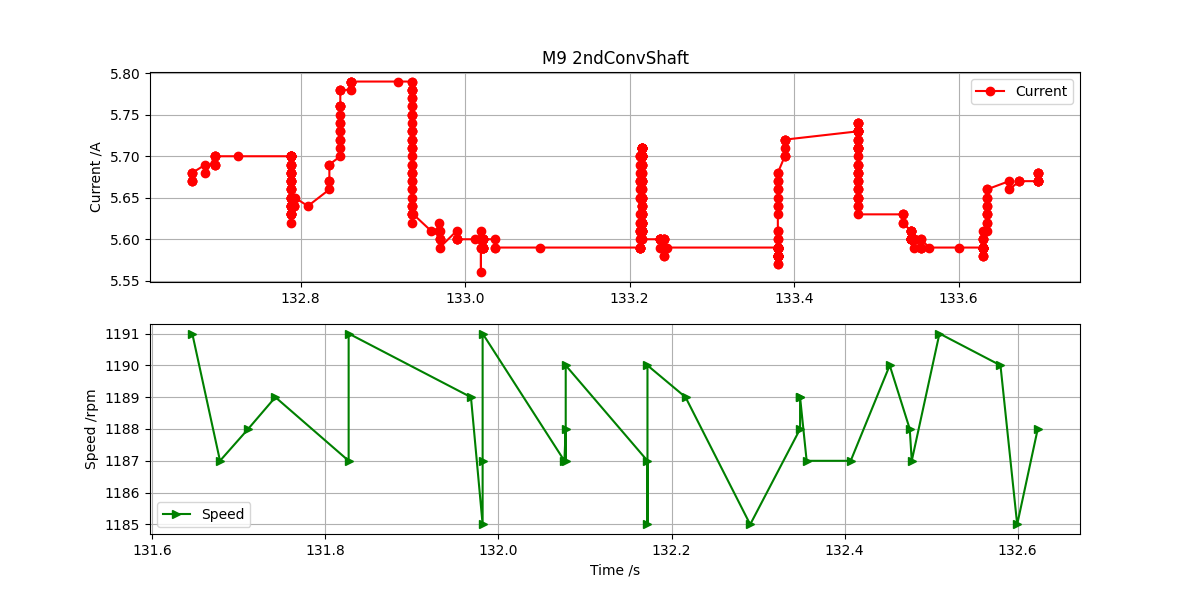 M9 2ndConvShaft
5.80
5.75
5.70
5.65
5.60
5.55
Current /A
Current
132.8 133.0 133.2 133.4 133.6
1191
1190
1189
1188
1187
1186
1185
Speed /rpm
Speed
131.6 131.8 132.0 132.2 132.4 132.6
Time /s